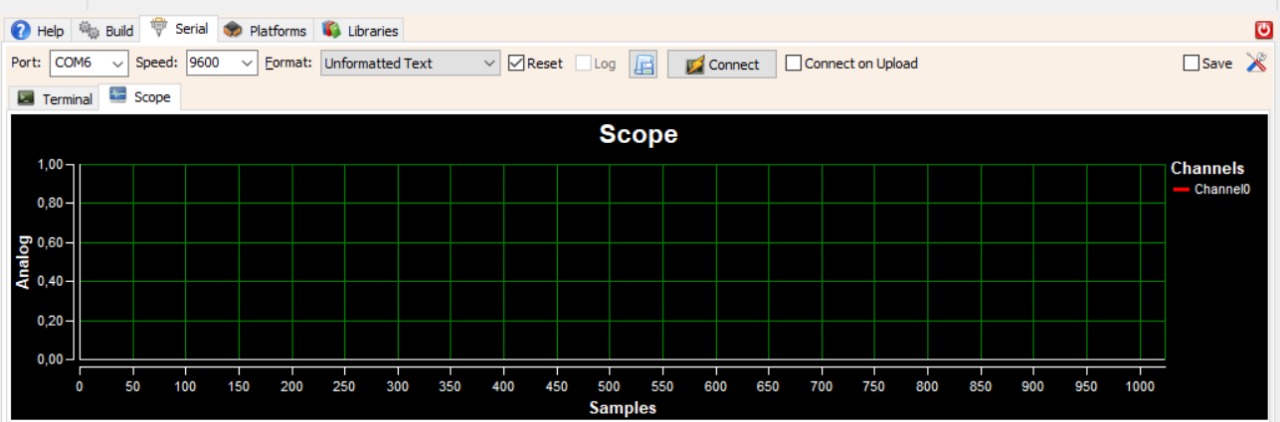 Help Build Serial Platforms Libraries
Port: COM6 Speed: 9600 Format: Unformatted Text Reset Log Connect Connect on Upload Save
Terminal Scope
Scope
1,00
0,80
0,60
0,40
0,20
0,00
Analog
0 50 100 150 200 250 300 350 400 450 500 550 600 650 700 750 800 850 900 950 1000
Samples
Channels
Channel0